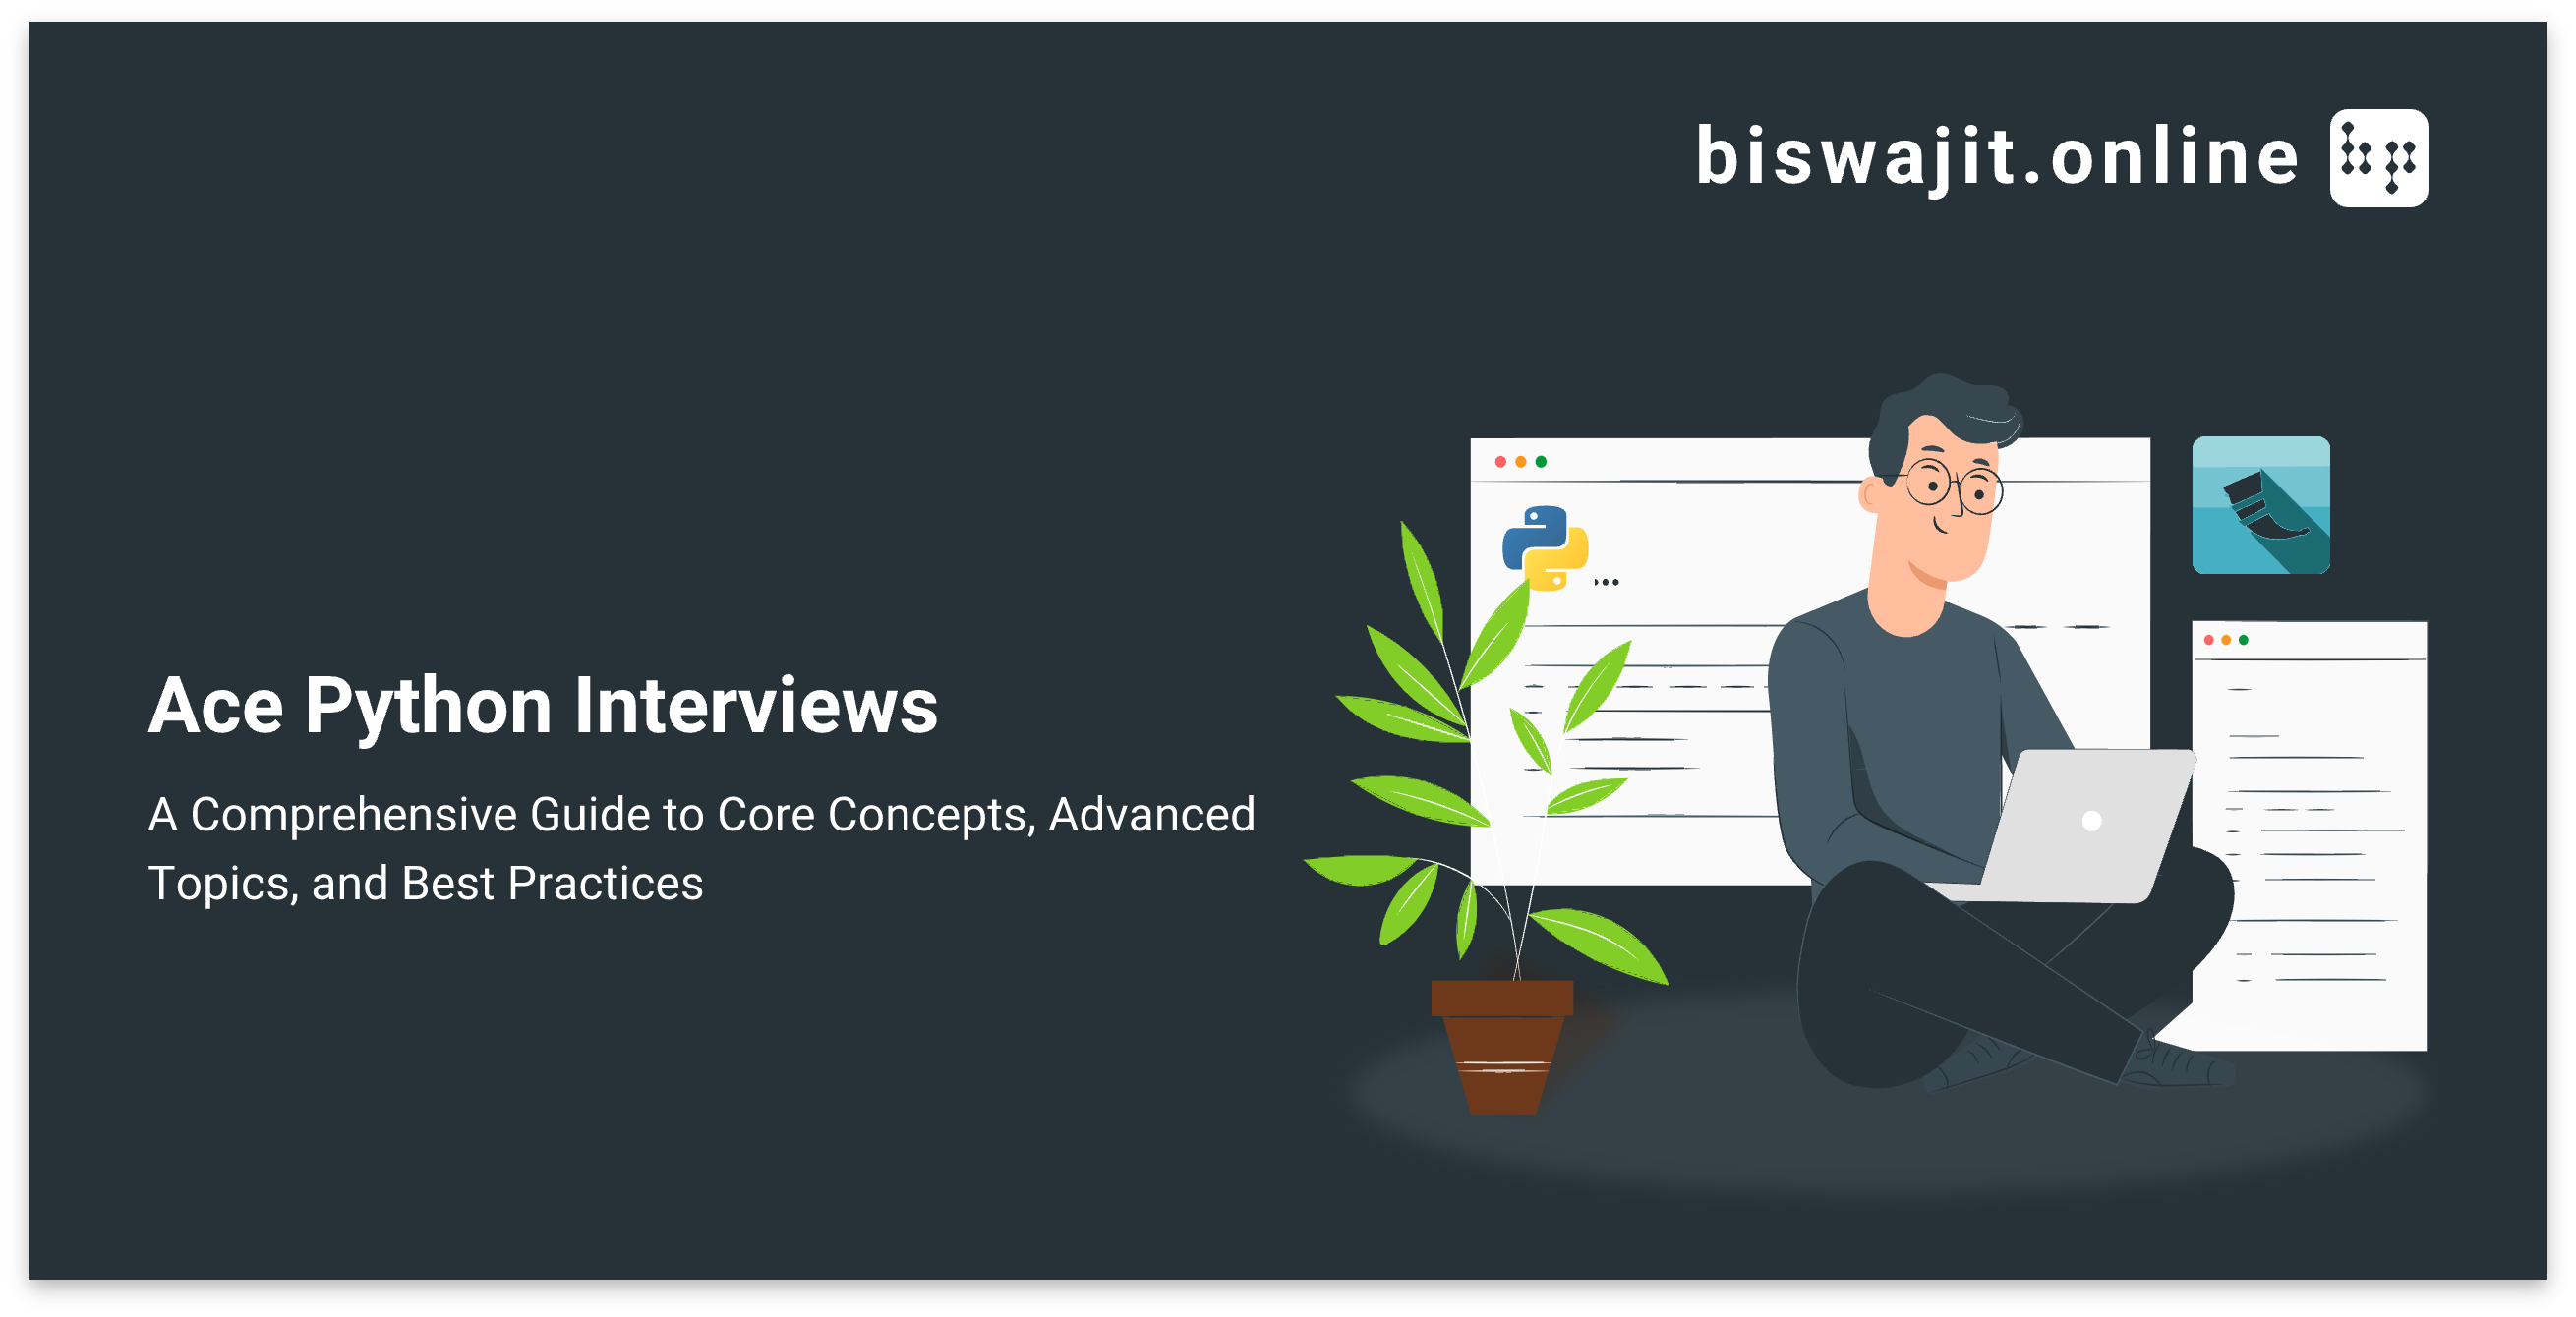 biswajit.online
Ace Python Interviews
A Comprehensive Guide to Core Concepts, Advanced
Topics, and Best Practices